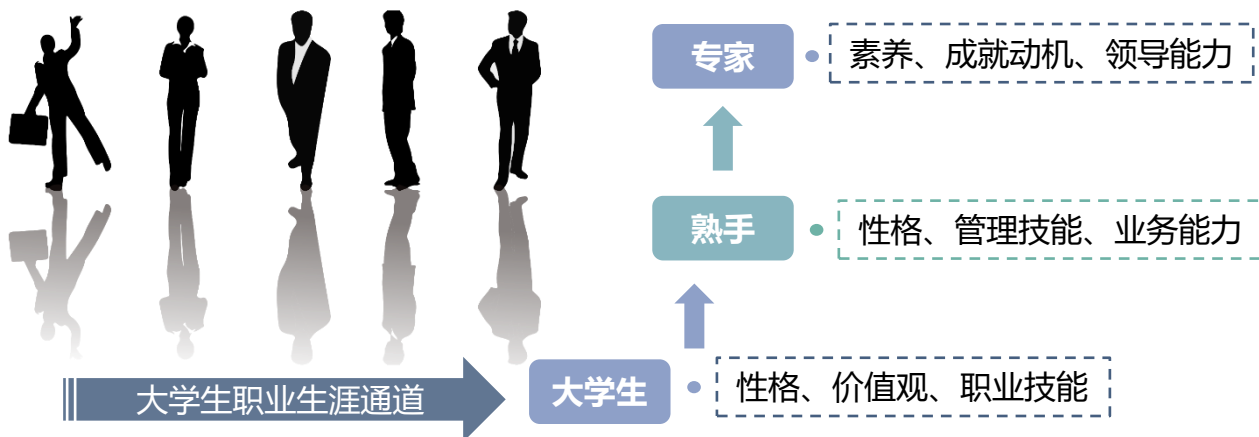 专家
素养、成就动机、领导能力
熟手
性格、管理技能、业务能力
大学生职业生涯通道
大学生
性格、价值观、职业技能